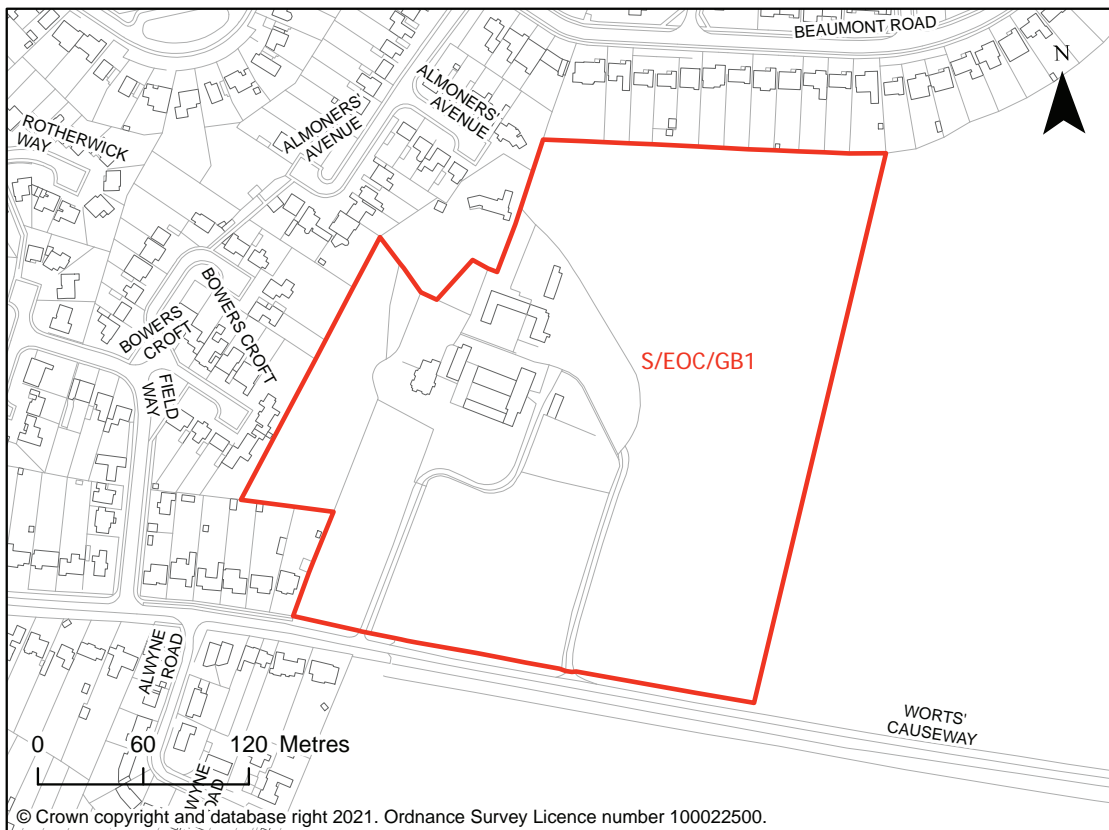 BEAUMONT ROAD
N
ALMONERS'
AVENUE
ALMONERS'
AVENUE
ROTHERWICK
WAY
BOWERS
CROFT
BOWERS CROFT
FIELD
WAY
S/EOC/GB1
ALWYNE
ROAD
WORTS'
CAUSEWAY
0 60 120 Metres
© Crown copyright and database right 2021. Ordnance Survey Licence number 100022500.